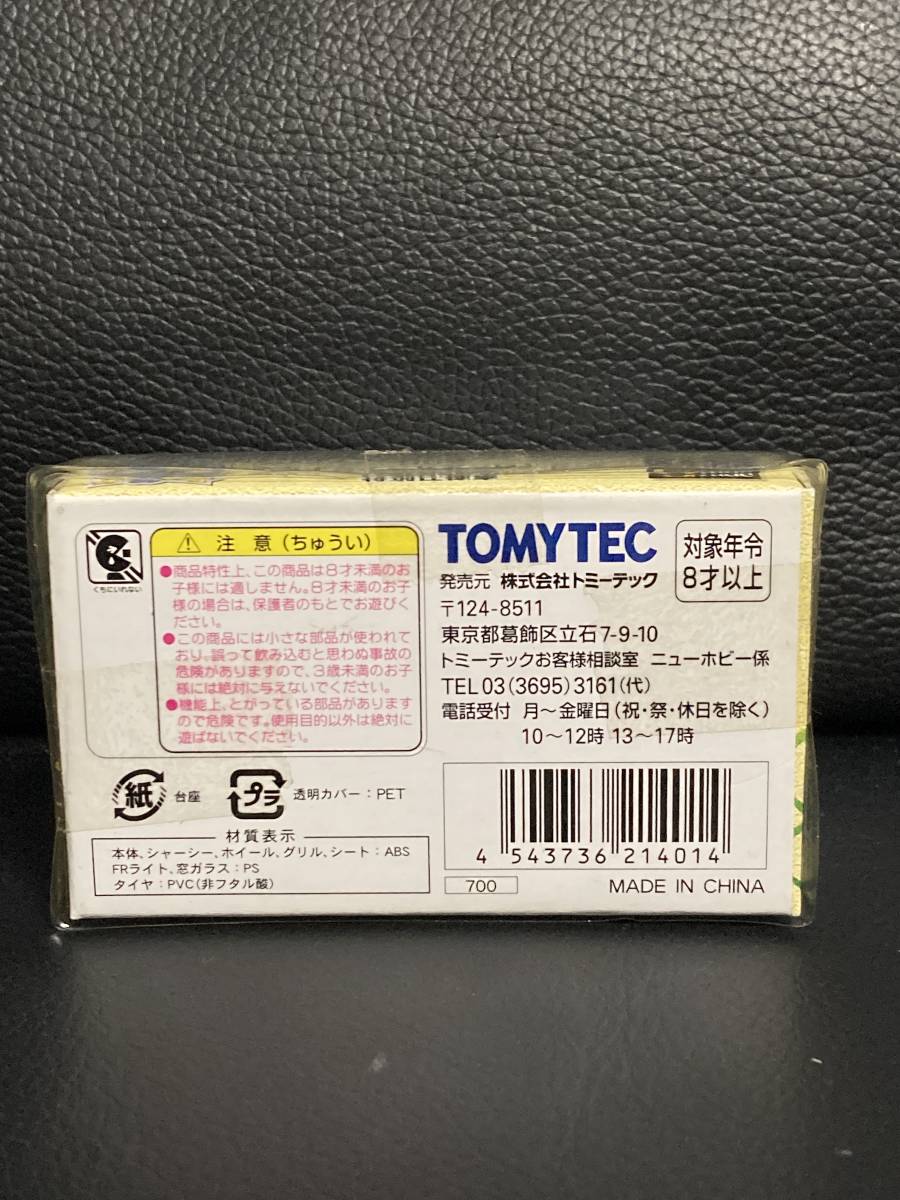 くちにいれない
注 意 (ちゅうい)
●商品特性上、この商品は8才未満のお
子様には適しません。8才未満のお子
様の場合は、保護者のもとでお遊びく
ださい。
●この商品には小さな部品が使われて
おり、誤って飲み込むと思わぬ事故の
危険がありますので、3歳未満のお子
様には絶対に与えないでください。
●機能上、とがっている部品があります
ので危険です。使用目的以外は絶対に
遊ばないでください。
紙 台座
プラ 透明カバー:PET
材質表示
本体、シャーシー、ホイール、グリル、シート:ABS
FRライト、窓ガラス:PS
タイヤ:PVC(非フタル酸)
TOMYTEC
対象年令
8才以上
発売元 株式会社トミーテック
〒124-8511
東京都葛飾区立石7-9-10
トミーテックお客様相談室 ニューホビー係
TEL 03(3695)3161(代)
電話受付 月~金曜日(祝・祭・休日を除く)
10~12時 13~17時
4 543736 214014
700
MADE IN CHINA